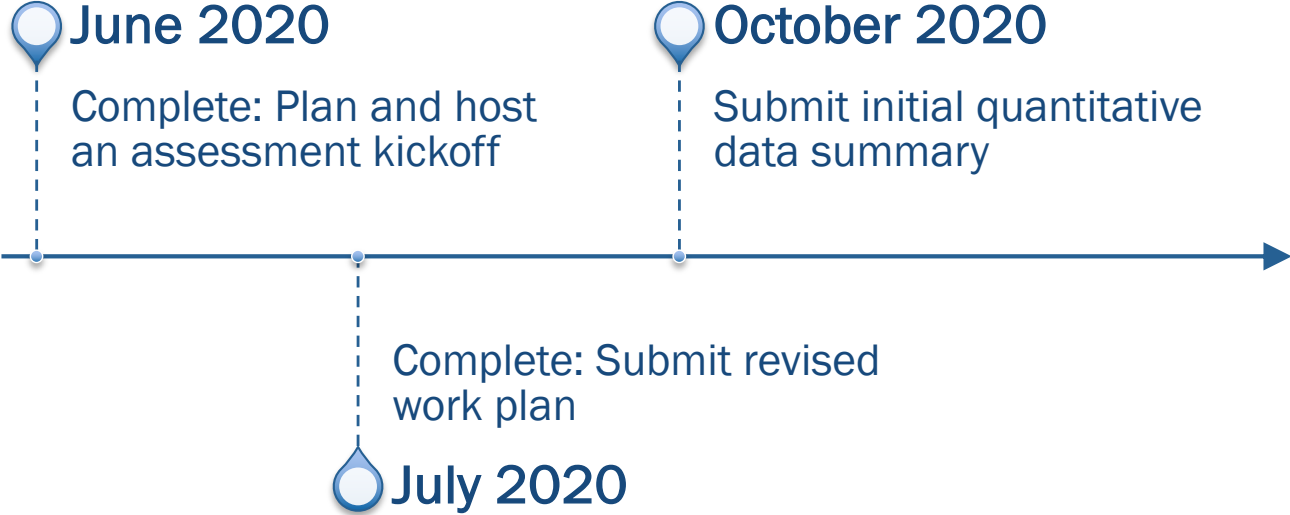 June 2020
Complete: Plan and host
an assessment kickoff
October 2020
Submit initial quantitative
data summary
Complete: Submit revised
work plan
July 2020